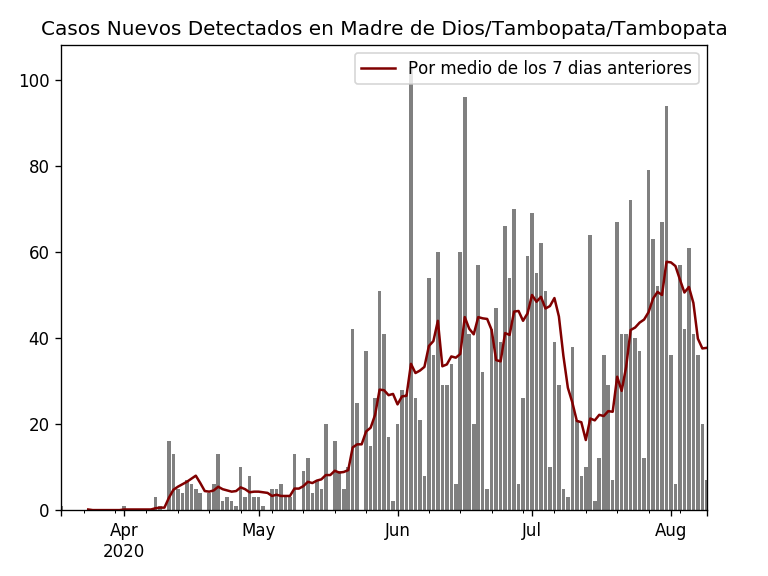 Casos Nuevos Detectados en Madre de Dios/Tambopata/Tambopata
Por medio de los 7 dias anteriores
100
80
60
40
20
0
Apr May Jun Jul Aug
2020